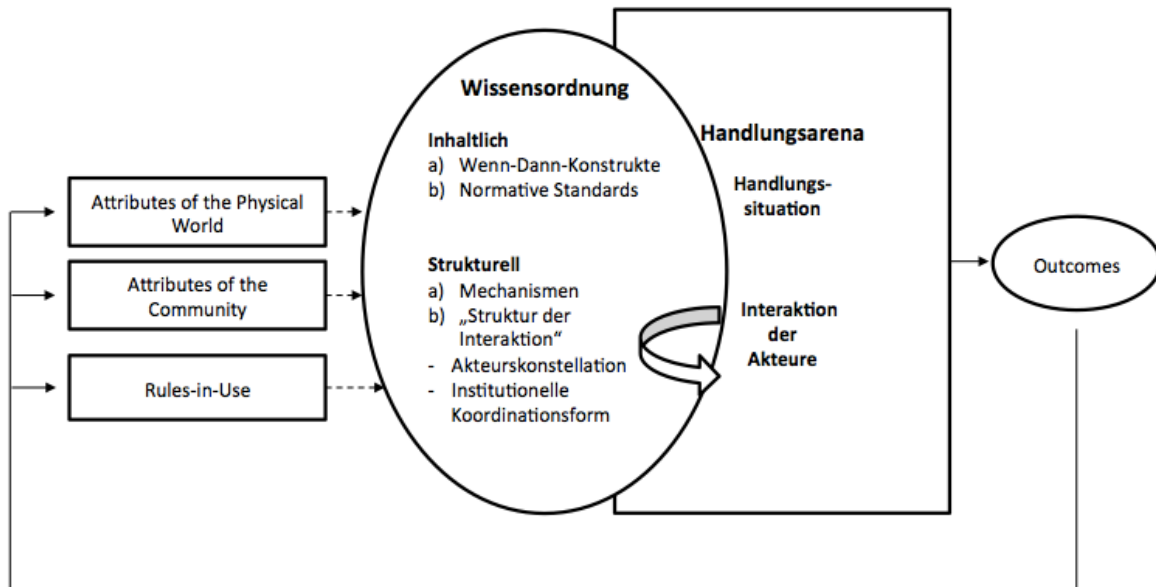 Wissensordnung
Inhaltlich
a) Wenn-Dann-Konstrukte
b) Normative Standards
Strukturell
a) Mechanismen
b) „Struktur der
Interaktion“
- Akteurskonstellation
- Institutionelle
Koordinationsform
Attributes of the Physical
World
Attributes of the
Community
Rules-in-Use
Handlungsarena
Handlungs-
situation
Interaktion
der
Akteure
Outcomes